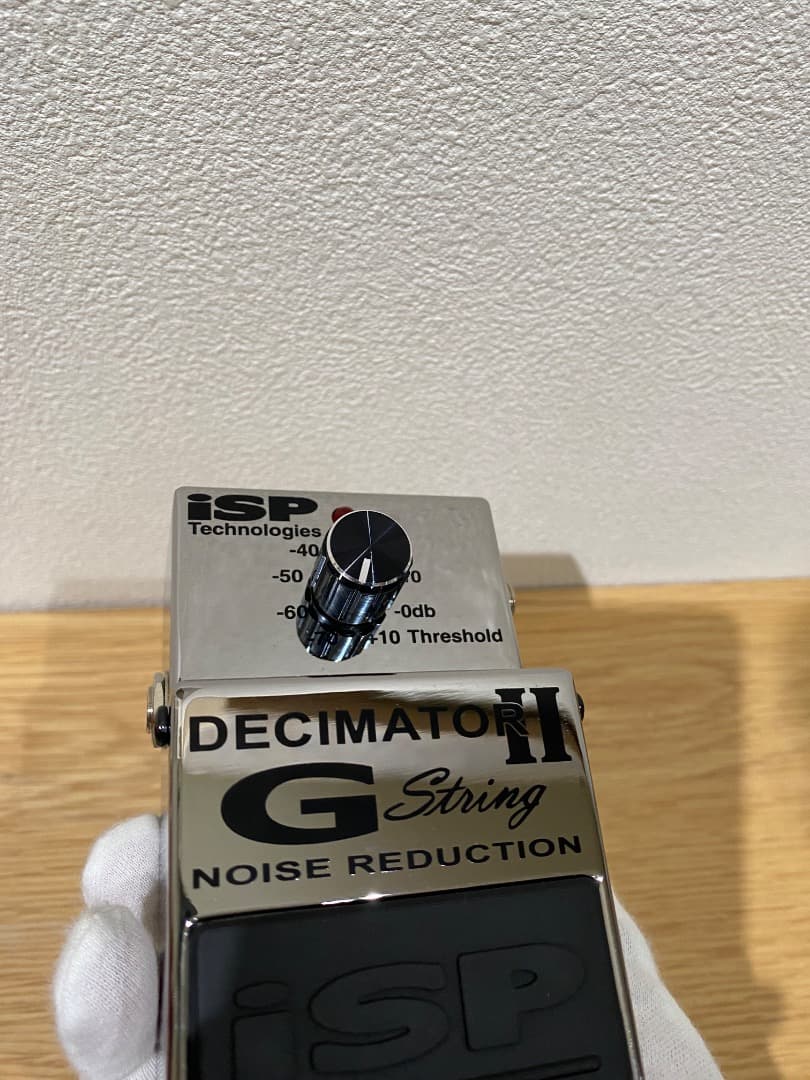 iSP
Technologies
-40
-50
-60
-0db
+10 Threshold
DECIMATOR II
G String
NOISE REDUCTION
iSP